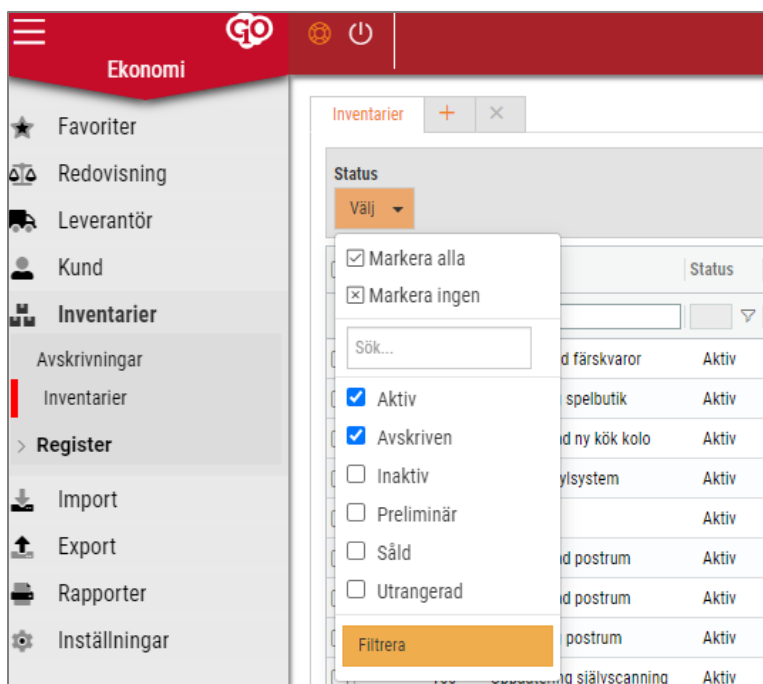 GO
Ekonomi
Favoriter
Redovisning
Leverantör
Kund
Inventarier
Avskrivningar
Inventarier
Register
Import
Export
Rapporter
Inställningar
Inventarier
Status
Välj
Markera alla
Markera ingen
Sök...
Aktiv
Avskriven
Inaktiv
Preliminär
Såld
Utrangerad
Filtrera
Status
färskvaror Aktiv
spelbutik Aktiv
ny kök kolo Aktiv
ylsystem Aktiv
Aktiv
postrum Aktiv
postrum Aktiv
postrum Aktiv
självscanning Aktiv